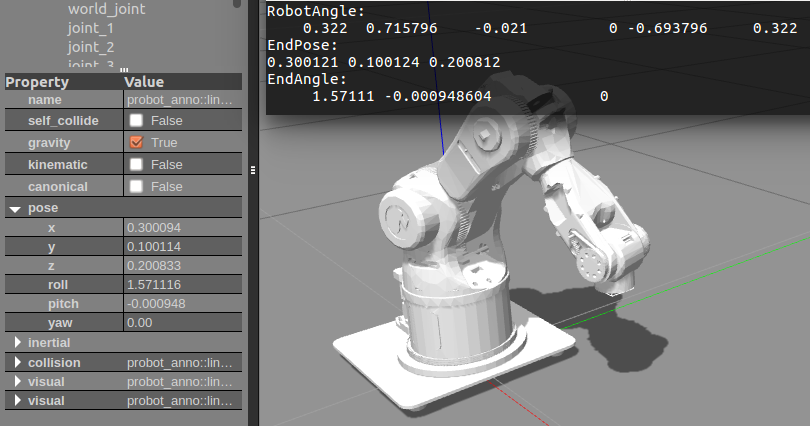 world_joint
joint_1
joint_2
joint_3
Property Value
name probot_anno::lin...
self_collide False
gravity True
kinematic False
canonical False
pose
x 0.300094
y 0.100114
z 0.200833
roll 1.571116
pitch -0.000948
yaw 0.00
inertial
collision probot_anno::lin...
visual probot_anno::lin...
visual probot_anno::lin...
RobotAngle:
0.322 0.715796 -0.021 0 -0.693796 0.322
EndPose:
0.300121 0.100124 0.200812
EndAngle:
1.57111 -0.000948604 0